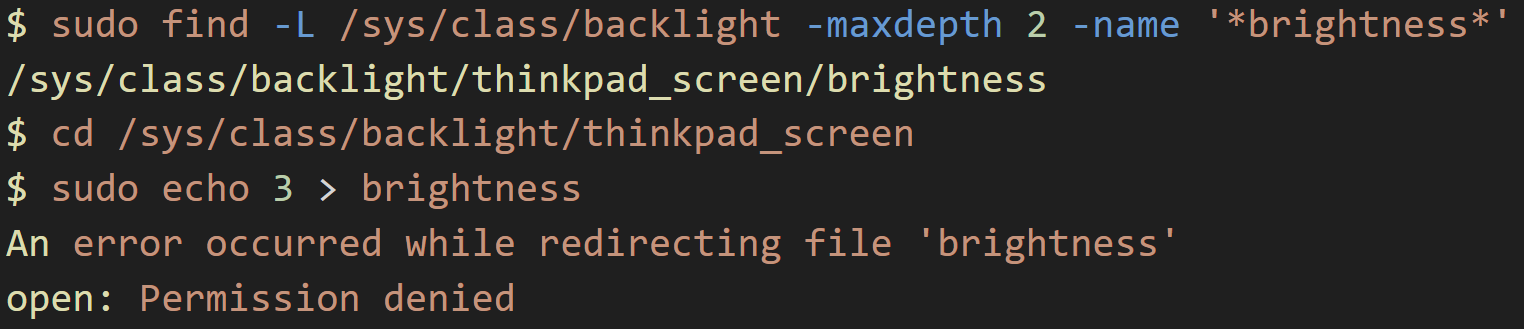 $ sudo find -L /sys/class/backlight -maxdepth 2 -name '*brightness*'
/sys/class/backlight/thinkpad_screen/brightness
$ cd /sys/class/backlight/thinkpad_screen
$ sudo echo 3 > brightness
An error occurred while redirecting file 'brightness'
open: Permission denied